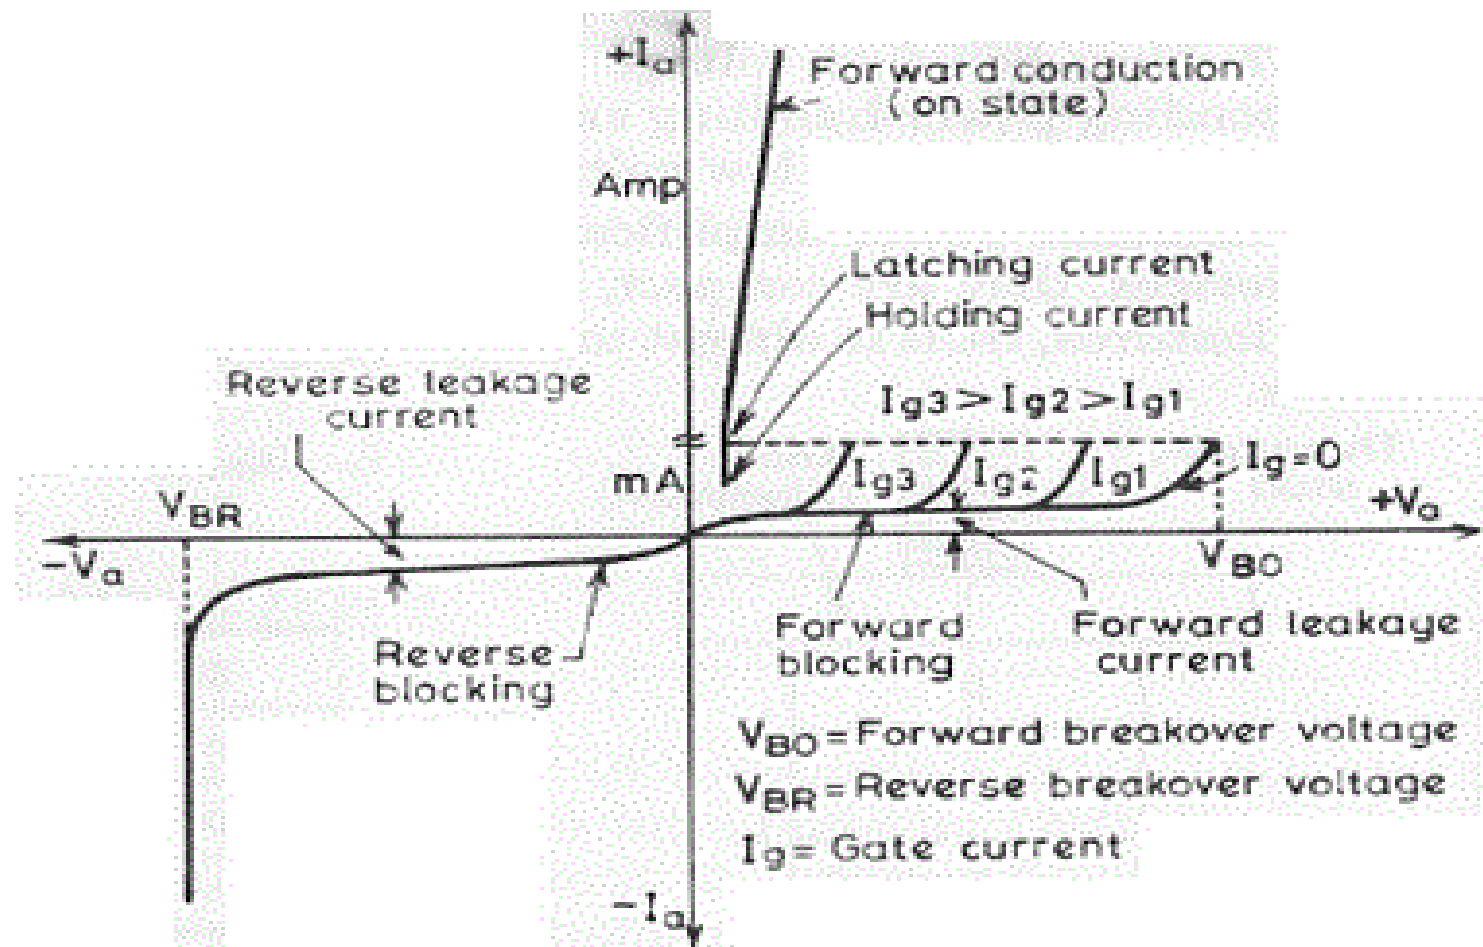 +Ia
Forward conduction
(on state)
Amp
Latching current
Holding current
Reverse leakage
current
Ig3 > Ig2 > Ig1
mA
Ig3
Ig2
Ig1
Ig=0
VBR
+Va
-Va
VBO
Reverse
blocking
Forward
blocking
Forward leakage
current
VBO = Forward breakover voltage
VBR = Reverse breakover voltage
Ig = Gate current
-Ia